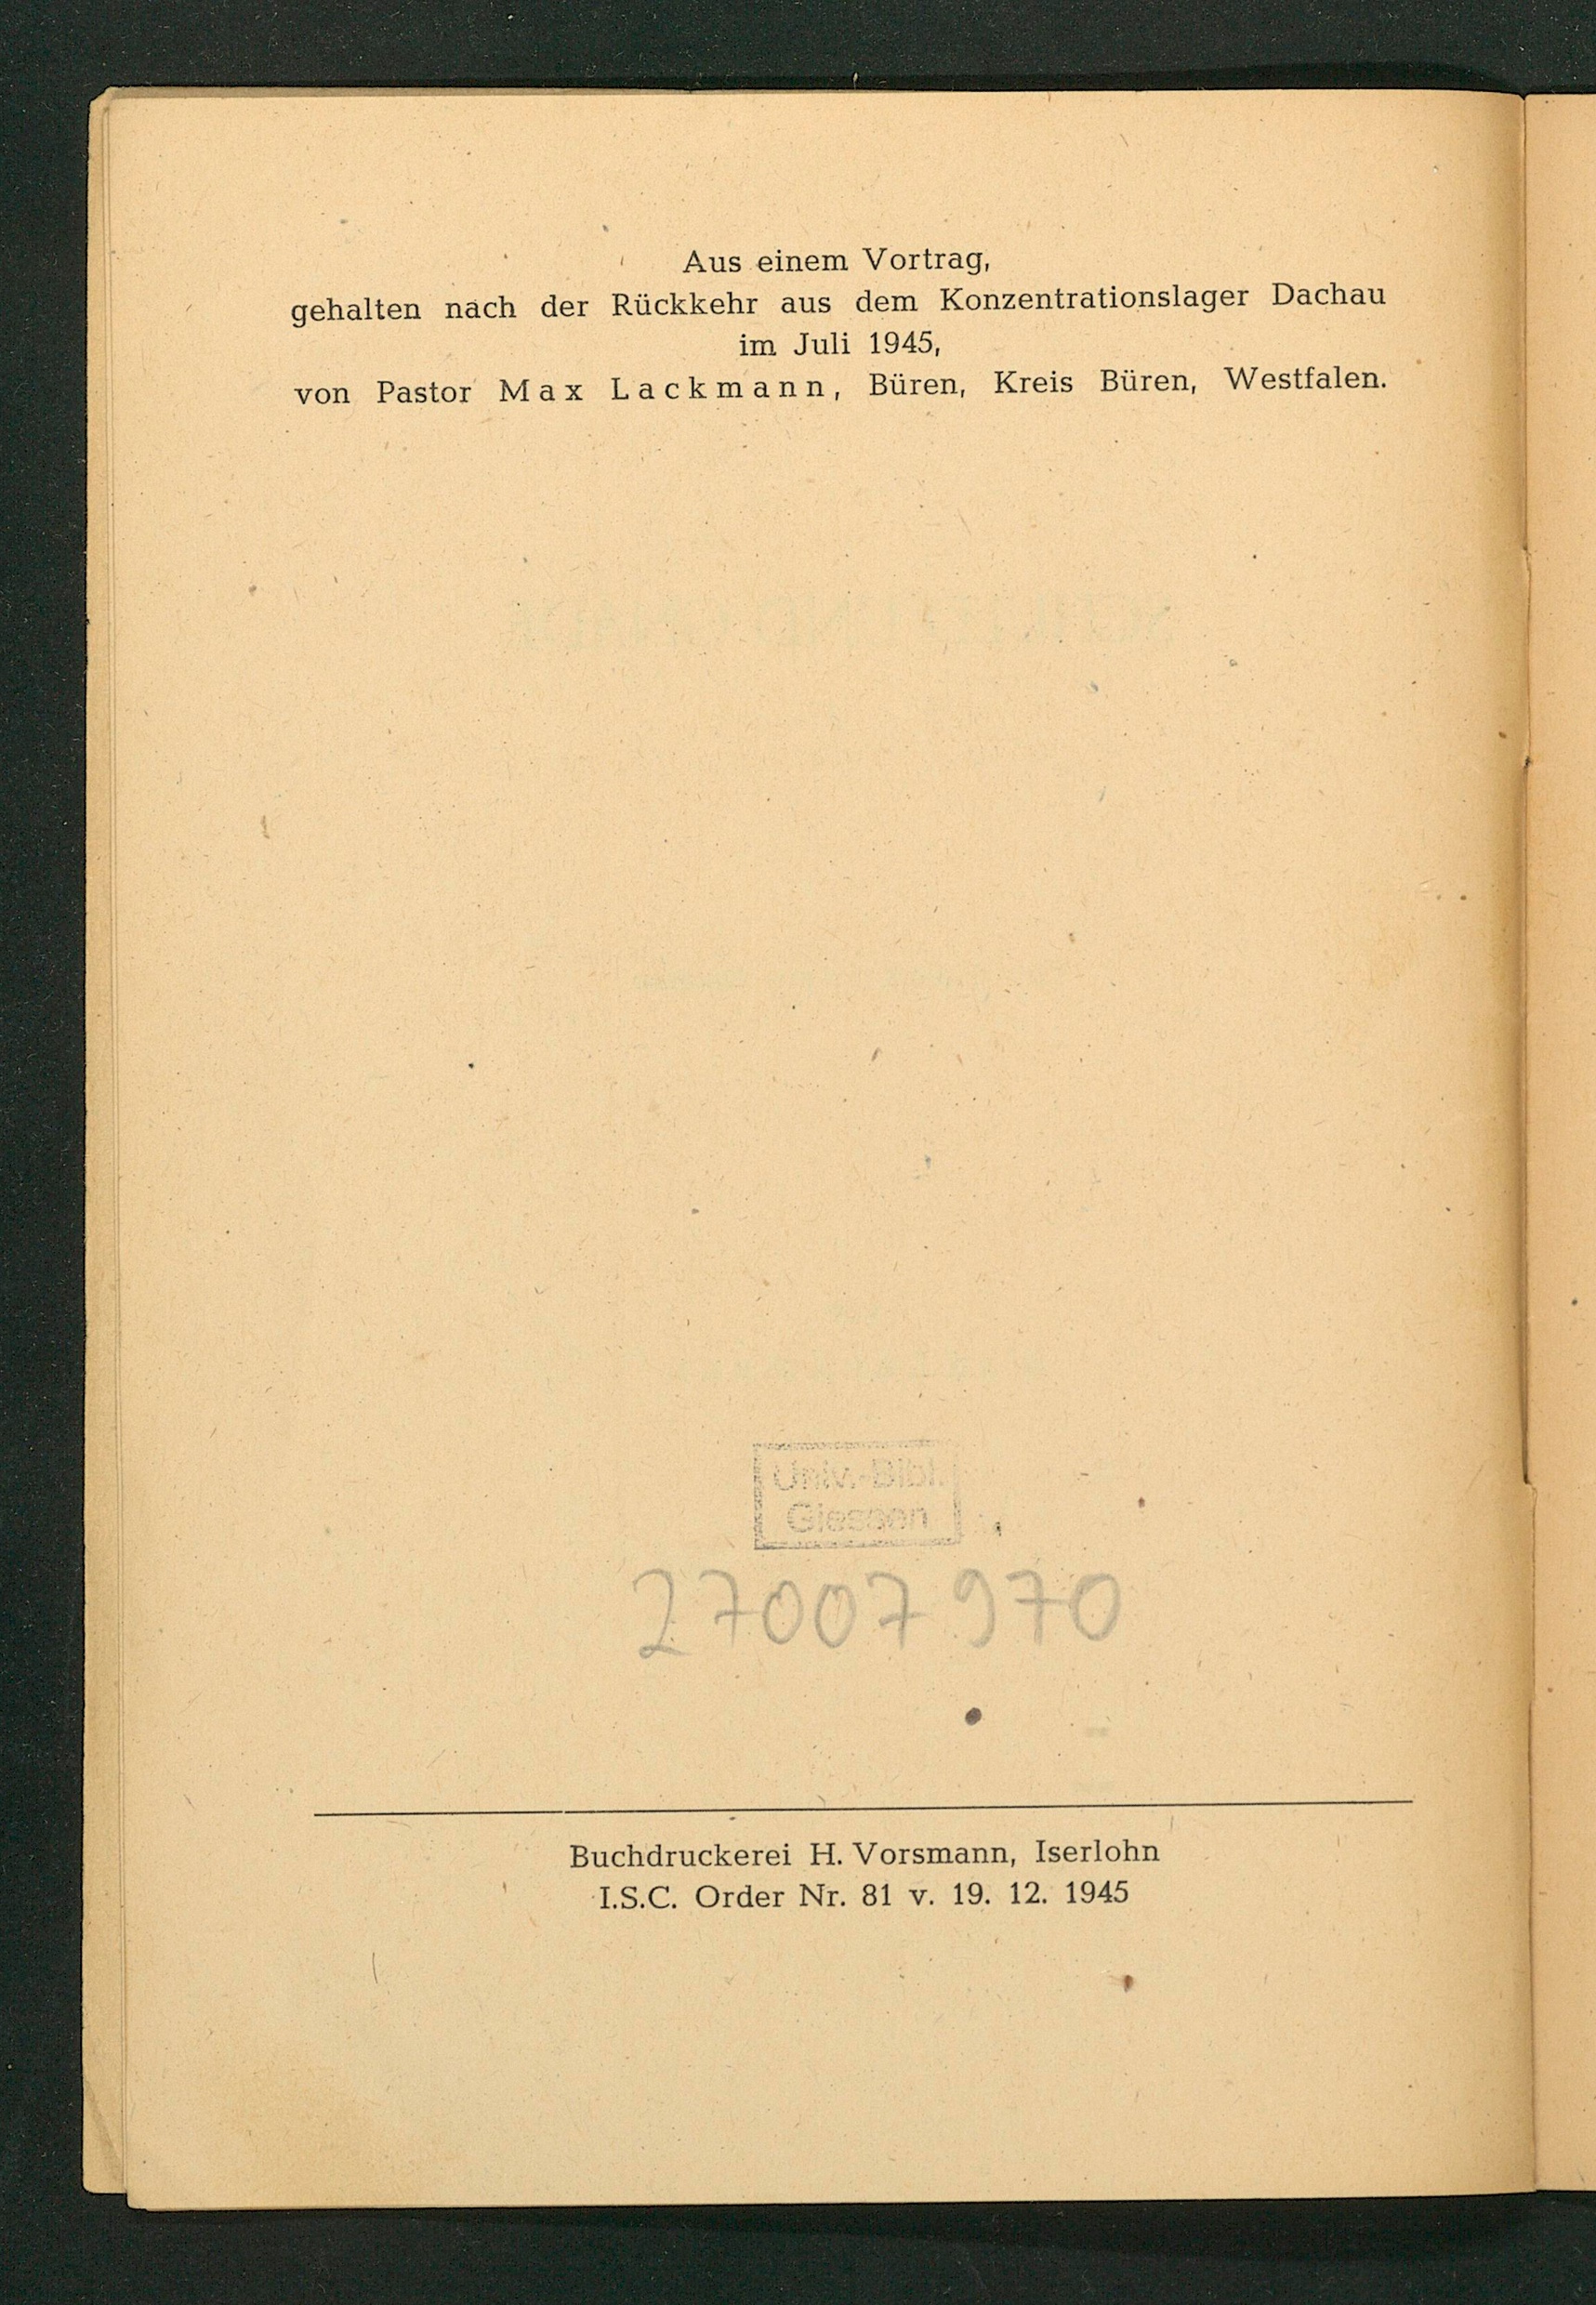 Aus einem Vortrag,
gehalten nach der Rückkehr aus dem Konzentrationslager Dachau
im Juli 1945,
von Pastor Max Lackmann, Büren, Kreis Büren, Westfalen.
Univ.-Bibl.
Giessen
27007970
Buchdruckerei H. Vorsmann, Iserlohn
I.S.C. Order Nr. 81 v. 19. 12. 1945